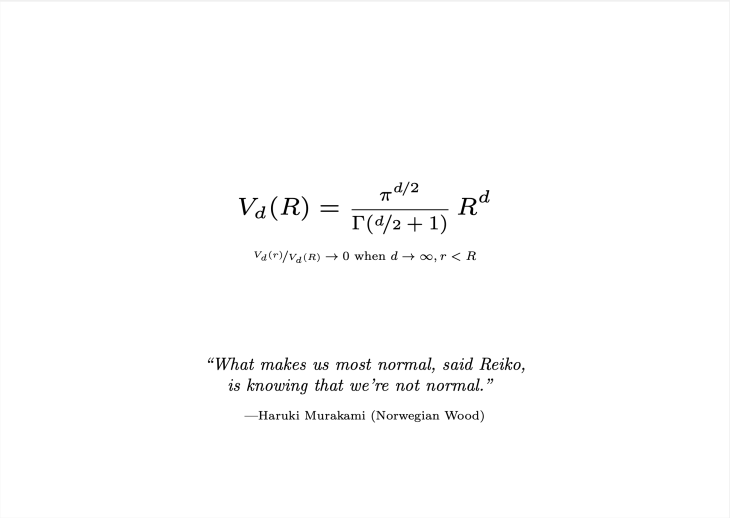 V_d(R) = π^{d/2} / Γ(d/2 + 1) R^d
V_d(r)/V_d(R) → 0 when d → ∞, r < R
“What makes us most normal, said Reiko,
is knowing that we’re not normal.”
—Haruki Murakami (Norwegian Wood)